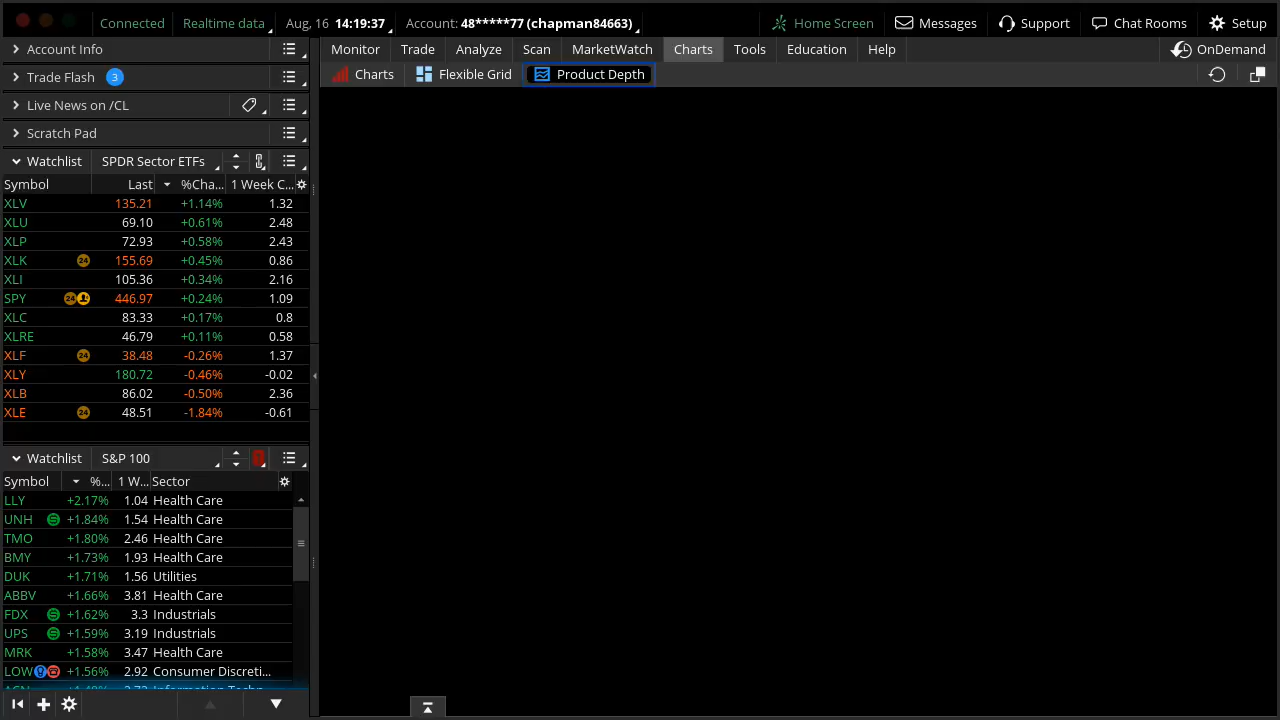 Connected Realtime data Aug, 16 14:19:37 Account: 48*****77 (chapman84663) Home Screen Messages Support Chat Rooms Setup
Account Info
Trade Flash 3
Live News on /CL
Scratch Pad
Watchlist SPDR Sector ETFs
Symbol Last %Cha... 1 Week C...
XLV 135.21 +1.14% 1.32
XLU 69.10 +0.61% 2.48
XLP 72.93 +0.58% 2.43
XLK 24 155.69 +0.45% 0.86
XLI 105.36 +0.34% 2.16
SPY 24 446.97 +0.24% 1.09
XLC 83.33 +0.17% 0.8
XLRE 46.79 +0.11% 0.58
XLF 24 38.48 -0.26% 1.37
XLY 180.72 -0.46% -0.02
XLB 86.02 -0.50% 2.36
XLE 24 48.51 -1.84% -0.61
Watchlist S&P 100 1
Symbol %... 1 W... Sector
LLY +2.17% 1.04 Health Care
UNH +1.84% 1.54 Health Care
TMO +1.80% 2.46 Health Care
BMY +1.73% 1.93 Health Care
DUK +1.71% 1.56 Utilities
ABBV +1.66% 3.81 Health Care
FDX +1.62% 3.3 Industrials
UPS +1.59% 3.19 Industrials
MRK +1.58% 3.47 Health Care
LOW +1.56% 2.92 Consumer Discreti...
Monitor Trade Analyze Scan MarketWatch Charts Tools Education Help OnDemand
Charts Flexible Grid Product Depth